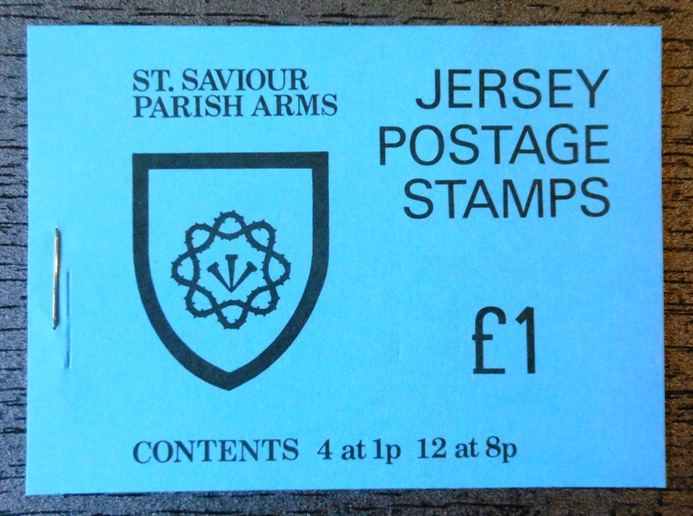 ST. SAVIOUR
PARISH ARMS
JERSEY
POSTAGE
STAMPS
£1
CONTENTS 4 at 1p 12 at 8p